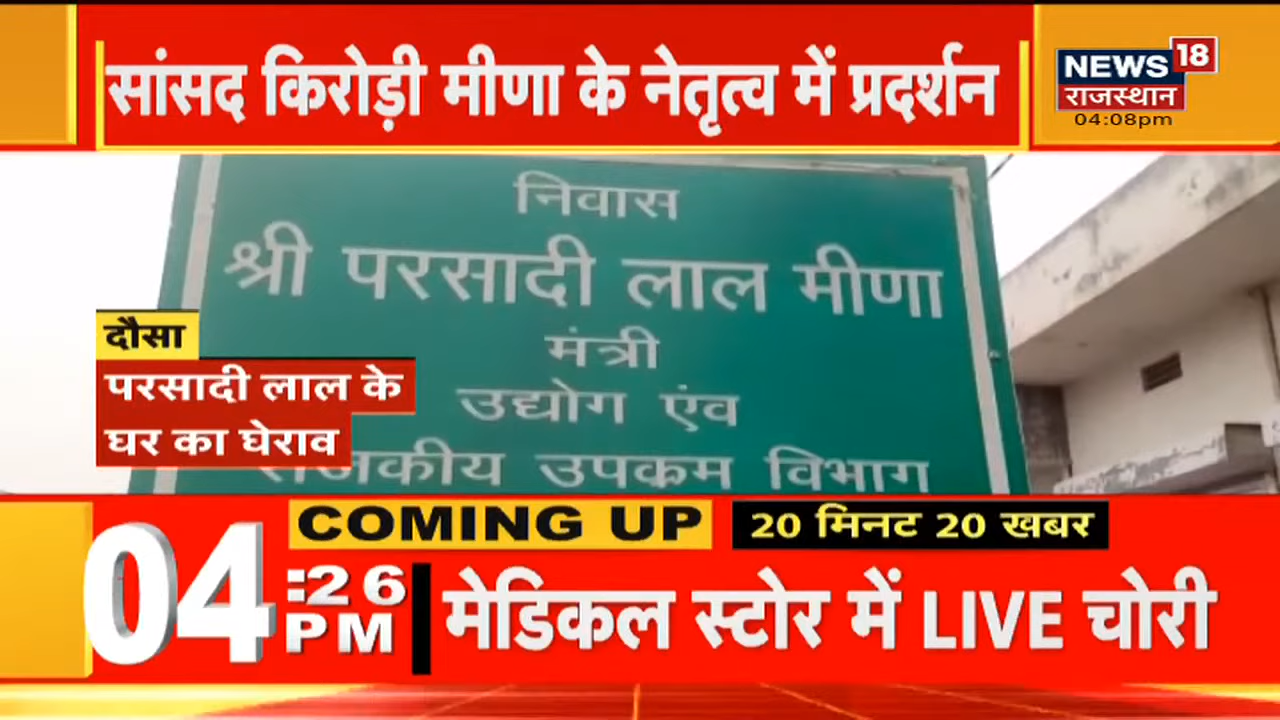 सांसद किरोड़ी मीणा के नेतृत्व में प्रदर्शन
NEWS 18
राजस्थान
04:08pm
निवास
श्री परसादी लाल मीणा
मंत्री
उद्योग एंव
राजकीय उपक्रम विभाग
दौसा
परसादी लाल के
घर का घेराव
COMING UP
20 मिनट 20 खबर
04:26 PM
मेडिकल स्टोर में LIVE चोरी